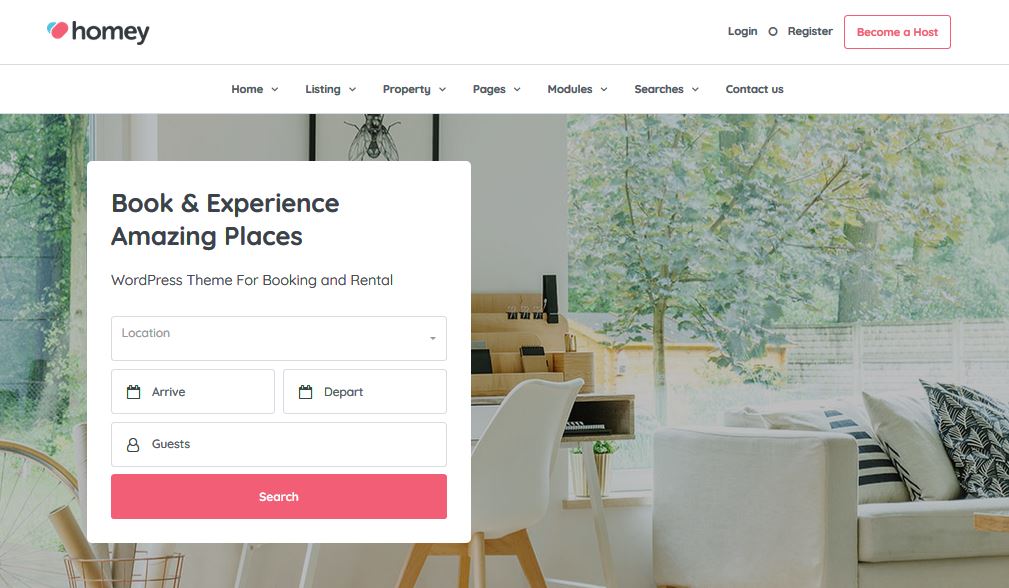 homey
Login O Register Become a Host
Home Listing Property Pages Modules Searches Contact us
Book & Experience
Amazing Places
WordPress Theme For Booking and Rental
Location
Arrive Depart
Guests
Search